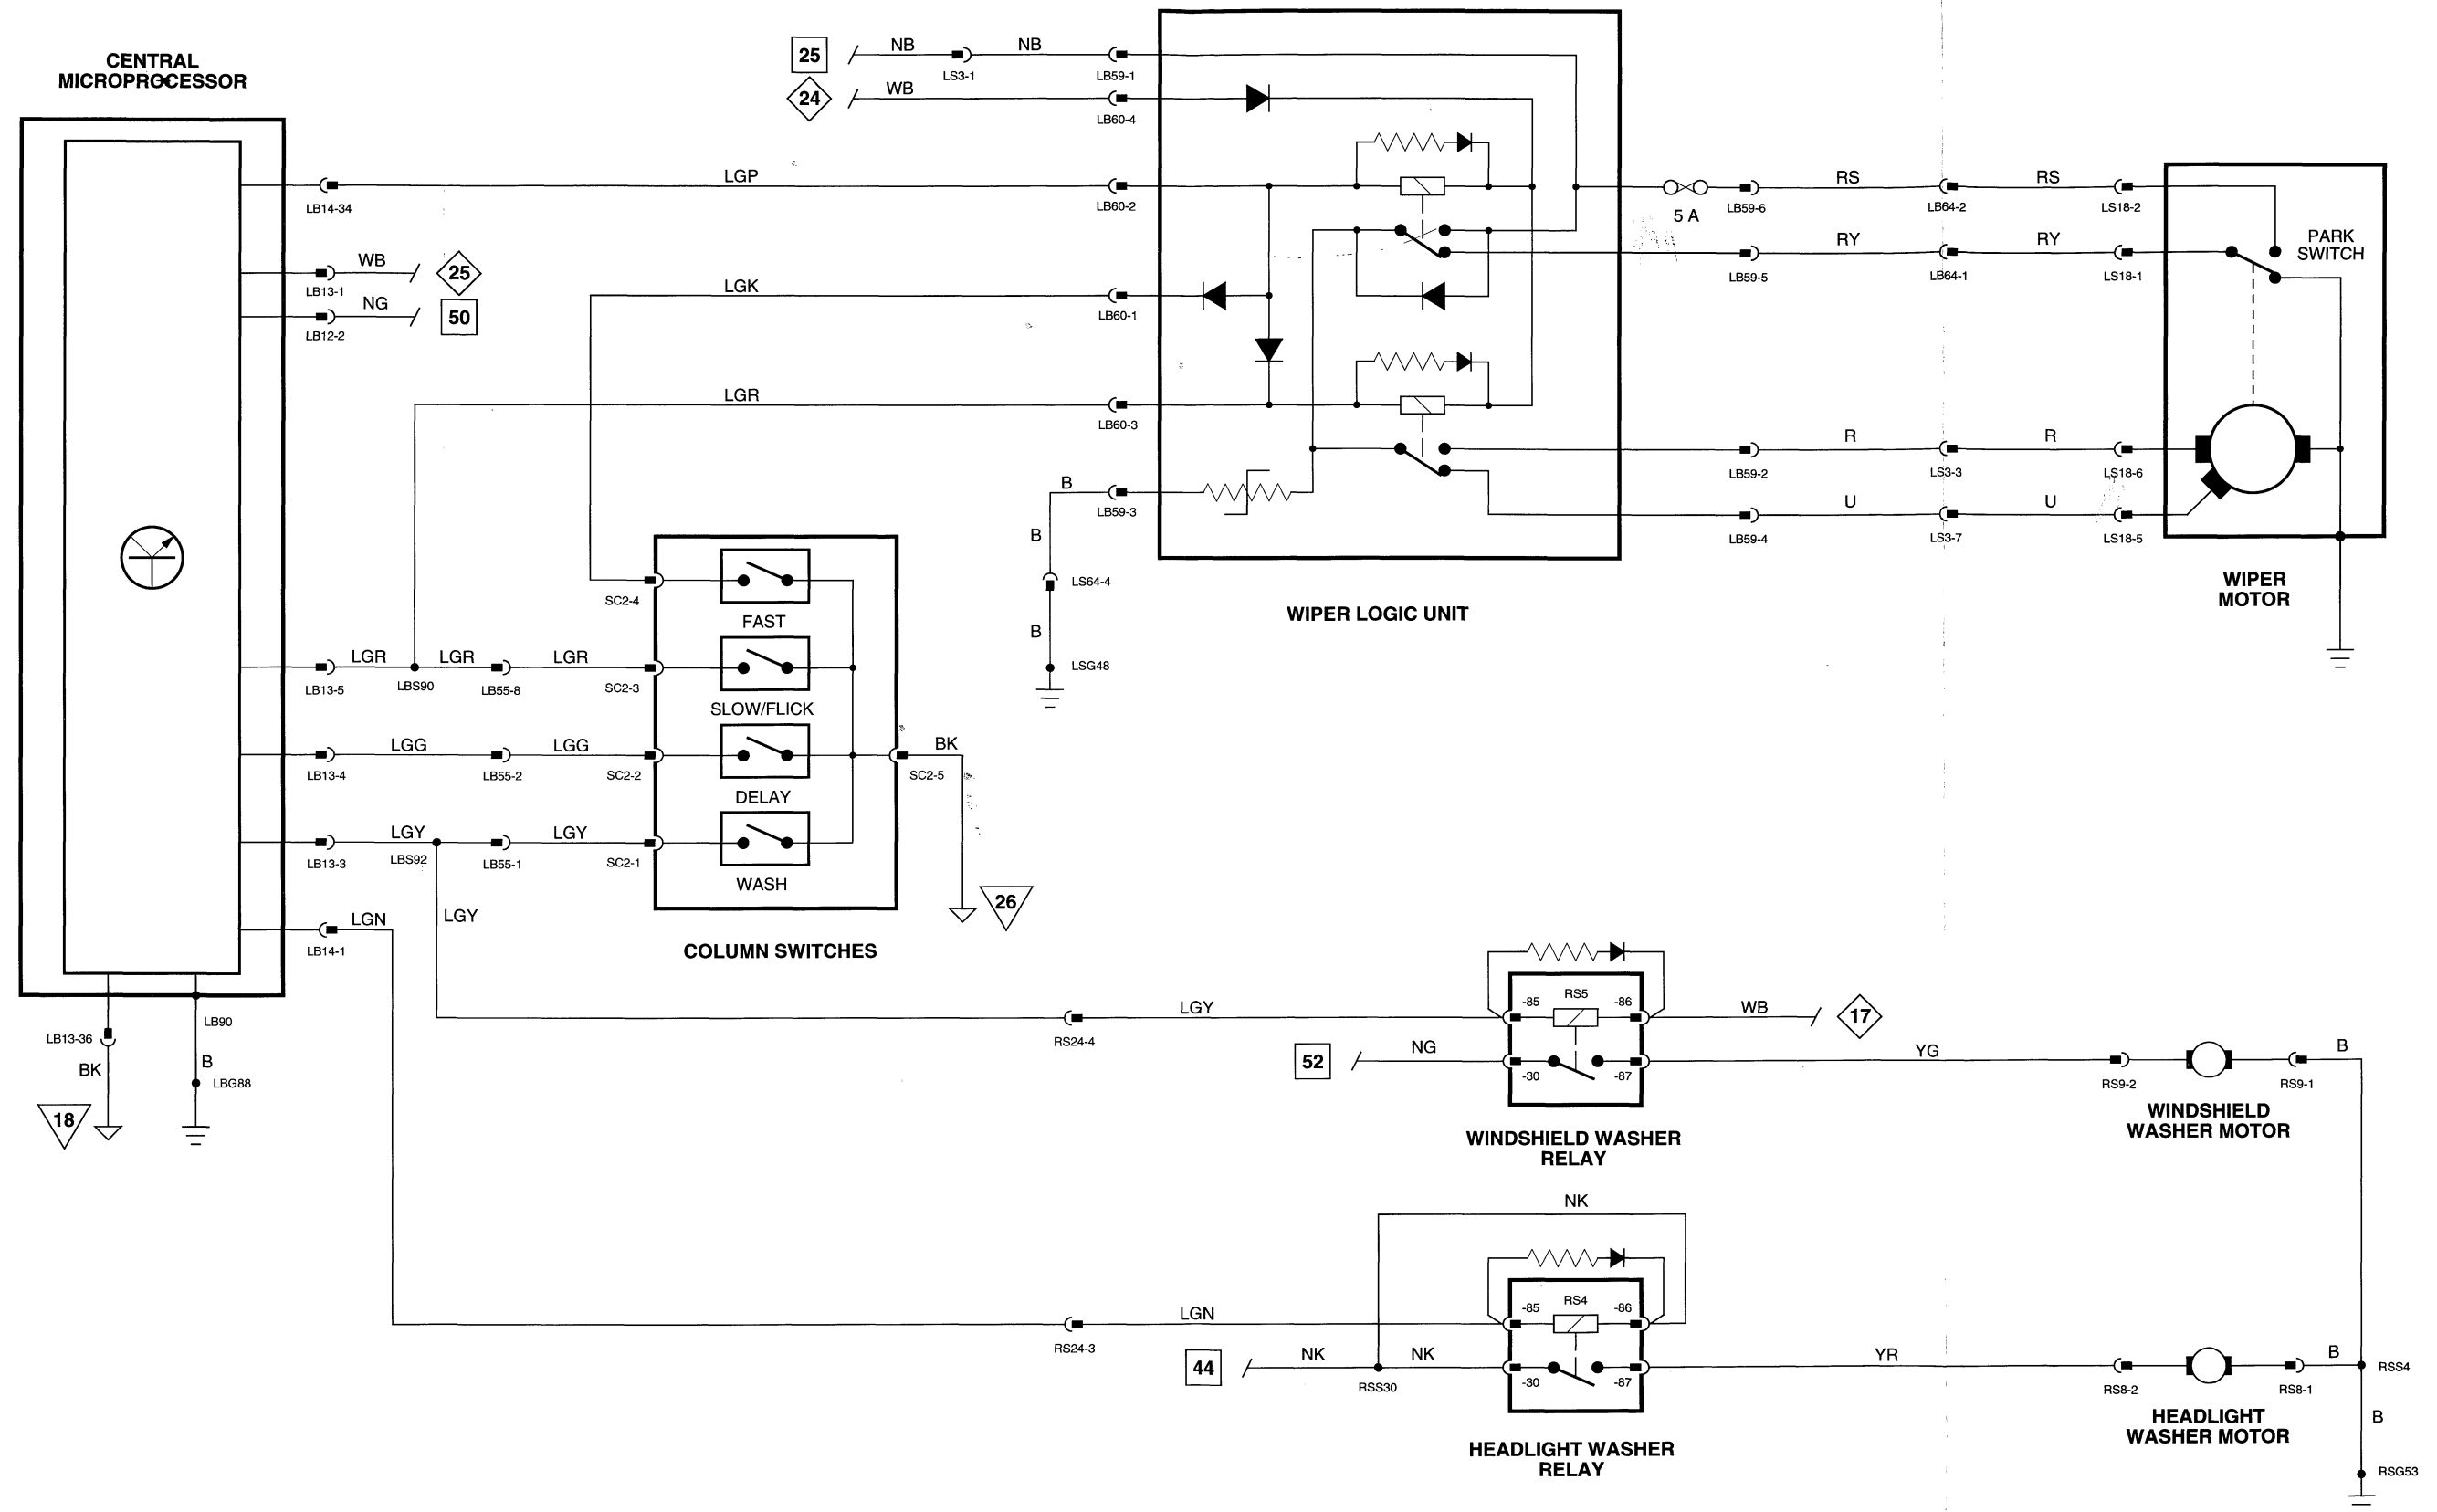 CENTRAL
MICROPROCESSOR
25
NB
LS3-1
NB
LB59-1
24
WB
LB60-4
LB14-34
LGP
LB60-2
LB13-1
WB
25
LB12-2
NG
50
LGK
LB60-1
LGR
LB60-3
B
LB59-3
B
LS64-4
B
LSG48
WIPER LOGIC UNIT
5 A
LB59-6
RS
LB64-2
RS
LS18-2
LB59-5
RY
LB64-1
RY
LS18-1
PARK
SWITCH
LB59-2
R
LS3-3
R
LS18-6
LB59-4
U
LS3-7
U
LS18-5
WIPER
MOTOR
SC2-4
FAST
LB13-5
LGR
LBS90
LGR
LB55-8
LGR
SC2-3
SLOW/FLICK
LB13-4
LGG
LB55-2
LGG
SC2-2
DELAY
SC2-5
BK
26
LB13-3
LGY
LBS92
LB55-1
LGY
SC2-1
WASH
COLUMN SWITCHES
LGY
LB14-1
LGN
LB13-36
BK
18
LB90
B
LBG88
RS24-4
LGY
-85
RS5
-86
WB
17
52
NG
-30
-87
YG
RS9-2
RS9-1
B
WINDSHIELD WASHER
RELAY
WINDSHIELD
WASHER MOTOR
NK
RS24-3
LGN
-85
RS4
-86
44
NK
RSS30
NK
-30
-87
YR
RS8-2
RS8-1
B
RSS4
B
RSG53
HEADLIGHT WASHER
RELAY
HEADLIGHT
WASHER MOTOR